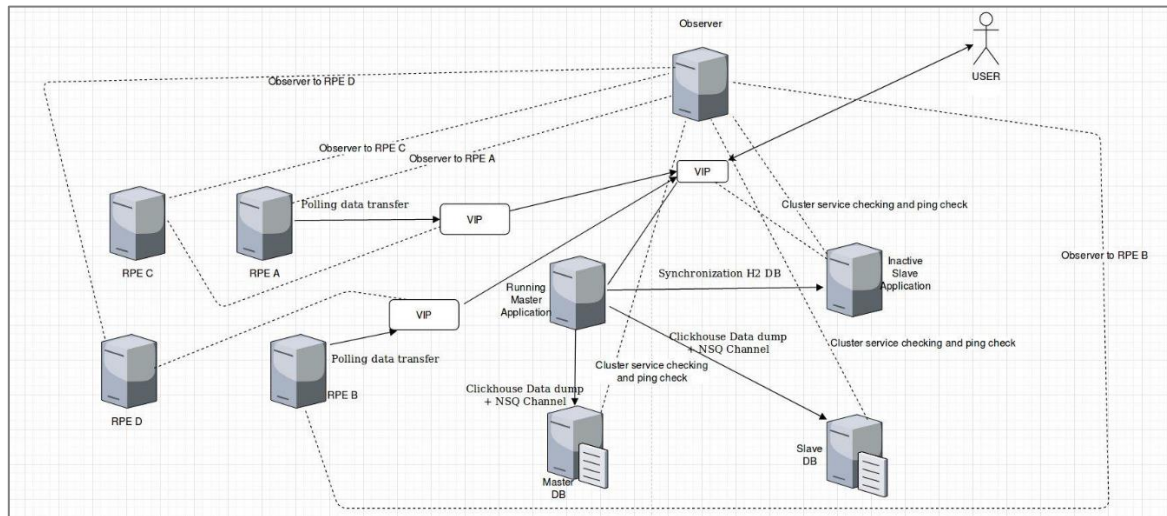 Observer
USER
Observer to RPE D
Observer to RPE C
Observer to RPE A
VIP
Polling data transfer
VIP
Cluster service checking and ping check
RPE C
RPE A
Observer to RPE B
Synchronization H2 DB
Inactive
Slave
Application
Running
Master
Application
VIP
Clickhouse Data dump
+ NSQ Channel
Cluster service checking and ping check
Polling data transfer
Cluster service checking
and ping check
RPE B
Clickhouse Data dump
+ NSQ Channel
RPE D
Slave
DB
Master
DB